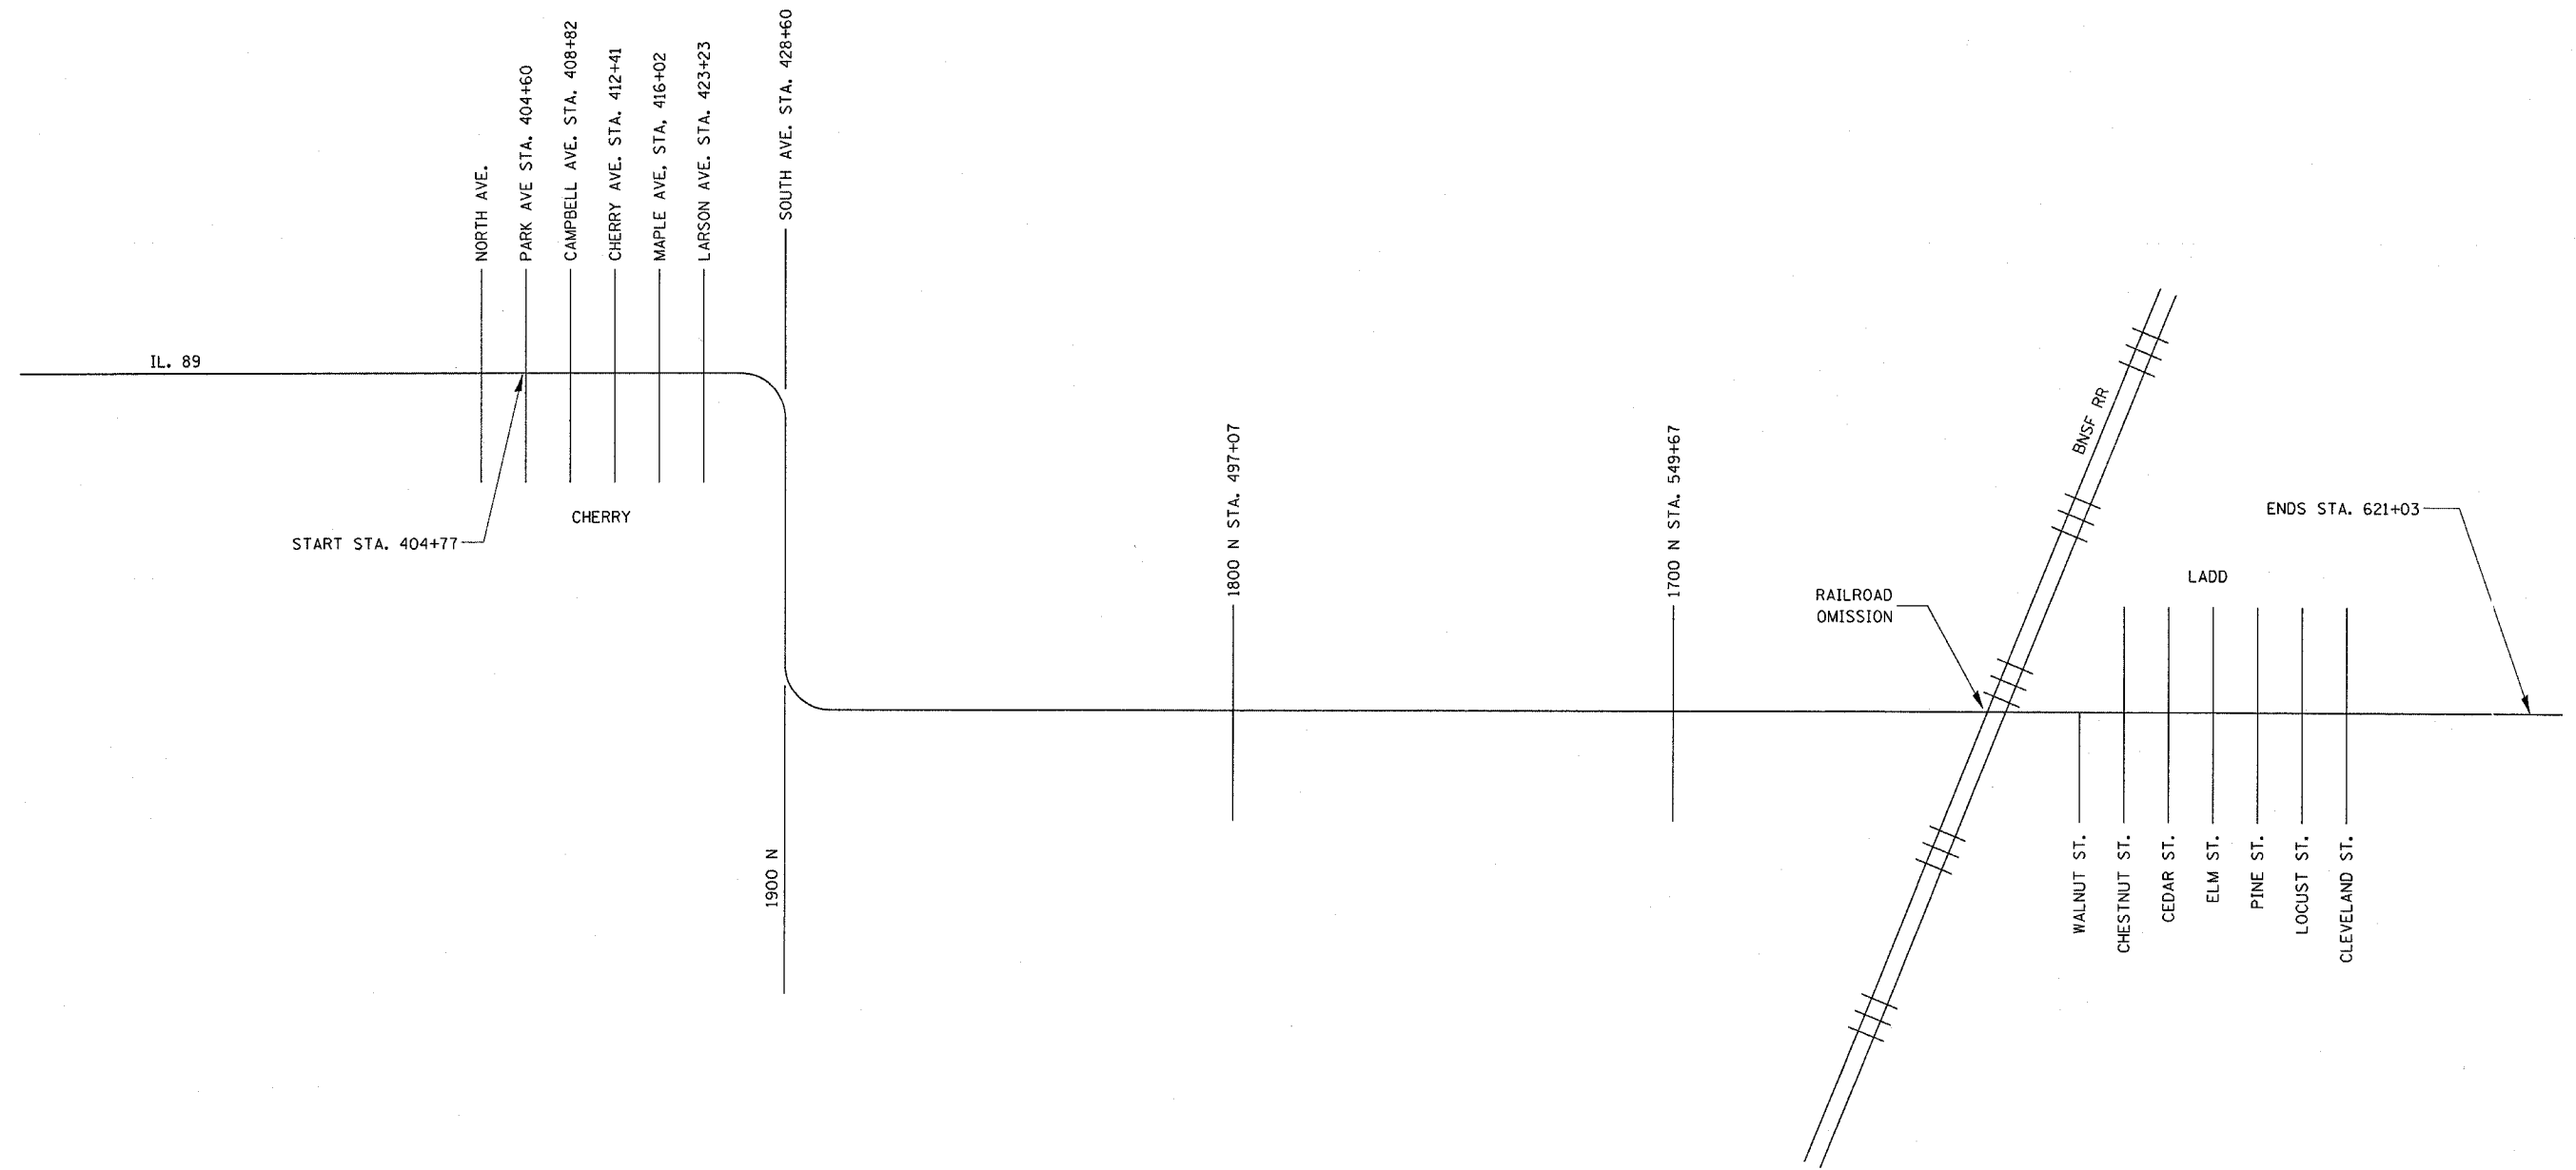 NORTH AVE.
PARK AVE STA. 404+60
CAMPBELL AVE. STA. 408+82
CHERRY AVE. STA. 412+41
MAPLE AVE, STA, 416+02
LARSON AVE. STA. 423+23
SOUTH AVE. STA. 428+60
IL. 89
CHERRY
START STA. 404+77
1900 N
1800 N STA. 497+07
1700 N STA. 549+67
BNSF RR
RAILROAD
OMISSION
ENDS STA. 621+03
LADD
WALNUT ST.
CHESTNUT ST.
CEDAR ST.
ELM ST.
PINE ST.
LOCUST ST.
CLEVELAND ST.